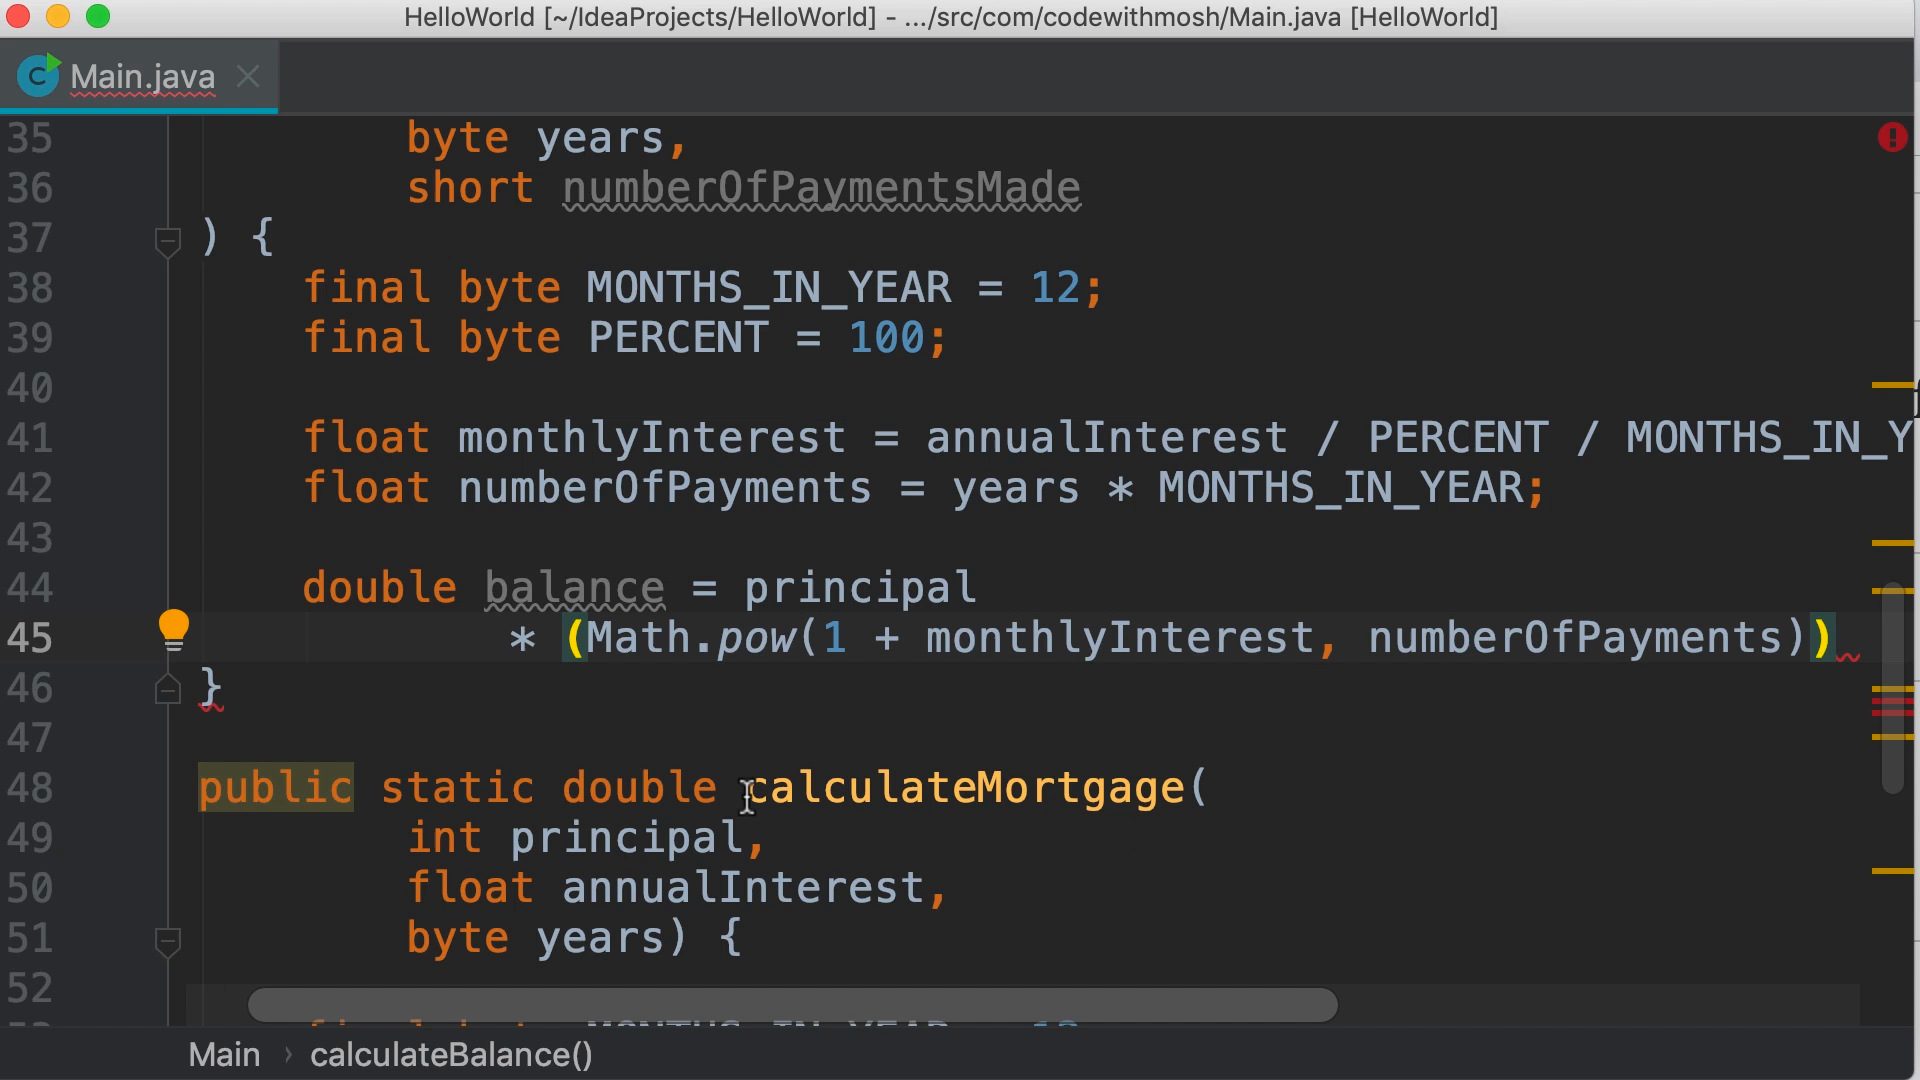 HelloWorld [~/IdeaProjects/HelloWorld] - .../src/com/codewithmosh/Main.java [HelloWorld]
C Main.java
35 byte years,
36 short numberOfPaymentsMade
37 ) {
38 final byte MONTHS_IN_YEAR = 12;
39 final byte PERCENT = 100;
40
41 float monthlyInterest = annualInterest / PERCENT / MONTHS_IN_Y
42 float numberOfPayments = years * MONTHS_IN_YEAR;
43
44 double balance = principal
45 * (Math.pow(1 + monthlyInterest, numberOfPayments))
46 }
47
48 public static double calculateMortgage(
49 int principal,
50 float annualInterest,
51 byte years) {
52
Main › calculateBalance()